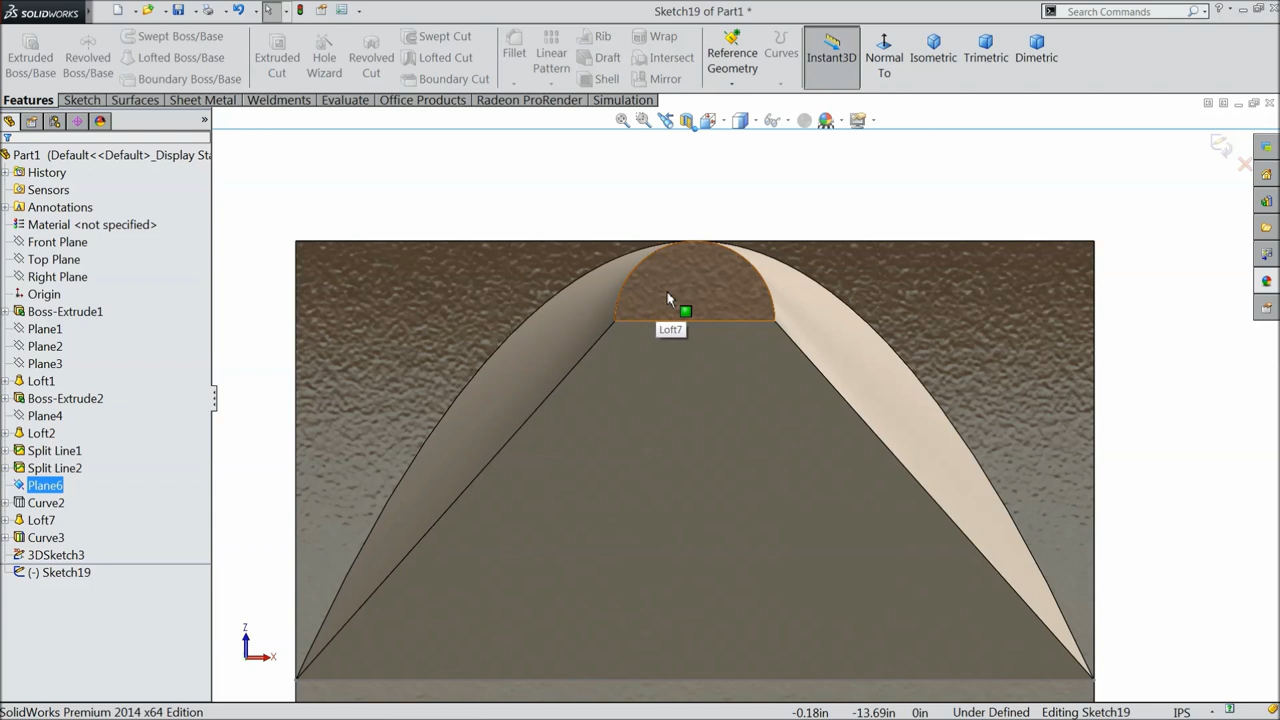 SOLIDWORKS
Sketch19 of Part1 *
Search Commands
Extruded Boss/Base
Revolved Boss/Base
Swept Boss/Base
Lofted Boss/Base
Boundary Boss/Base
Extruded Cut
Hole Wizard
Revolved Cut
Swept Cut
Lofted Cut
Boundary Cut
Fillet
Linear Pattern
Rib
Draft
Shell
Wrap
Intersect
Mirror
Reference Geometry
Curves
Instant3D
Normal To
Isometric
Trimetric
Dimetric
Features Sketch Surfaces Sheet Metal Weldments Evaluate Office Products Radeon ProRender Simulation
»
Part1 (Default<<Default>_Display Sta
History
Sensors
Annotations
Material <not specified>
Front Plane
Top Plane
Right Plane
Origin
Boss-Extrude1
Plane1
Plane2
Plane3
Loft1
Boss-Extrude2
Plane4
Loft2
Split Line1
Split Line2
Plane6
Curve2
Loft7
Curve3
3DSketch3
(-) Sketch19
Loft7
Z
X
SolidWorks Premium 2014 x64 Edition
-0.18in -13.69in 0in Under Defined Editing Sketch19 IPS